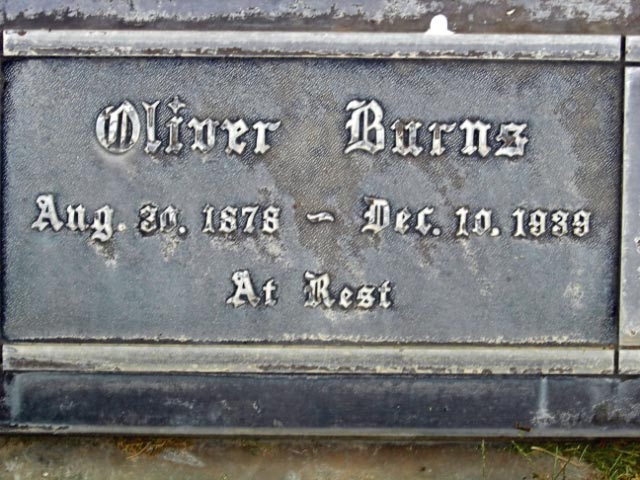 Oliver Burns
Aug. 30. 1878 ~ Dec. 10. 1939
At Rest